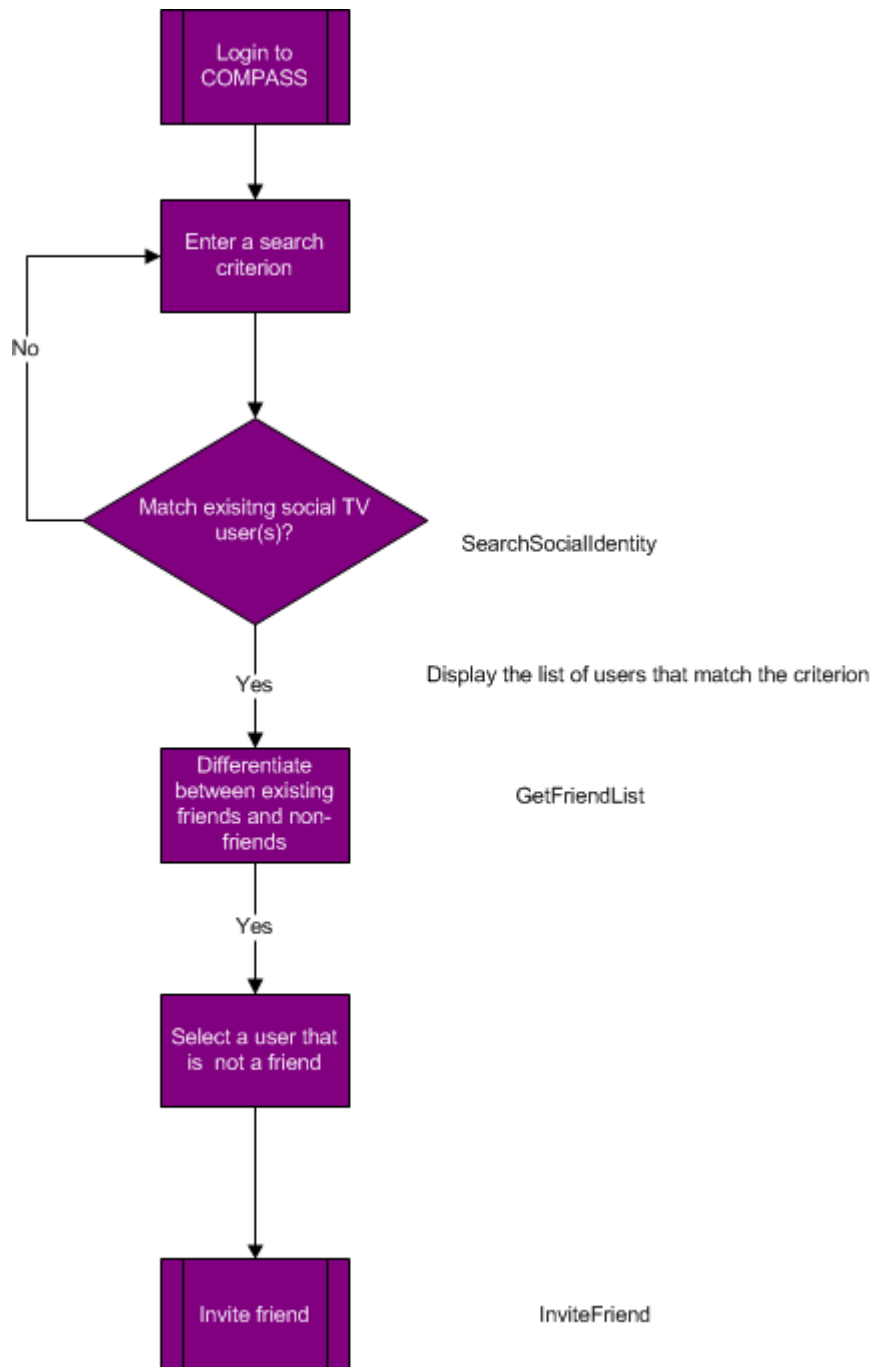 Login to
COMPASS
Enter a search
criterion
No
Match exisitng social TV
user(s)?
SearchSocialIdentity
Yes
Display the list of users that match the criterion
Differentiate
between existing
friends and non-
friends
GetFriendList
Yes
Select a user that
is not a friend
Invite friend
InviteFriend